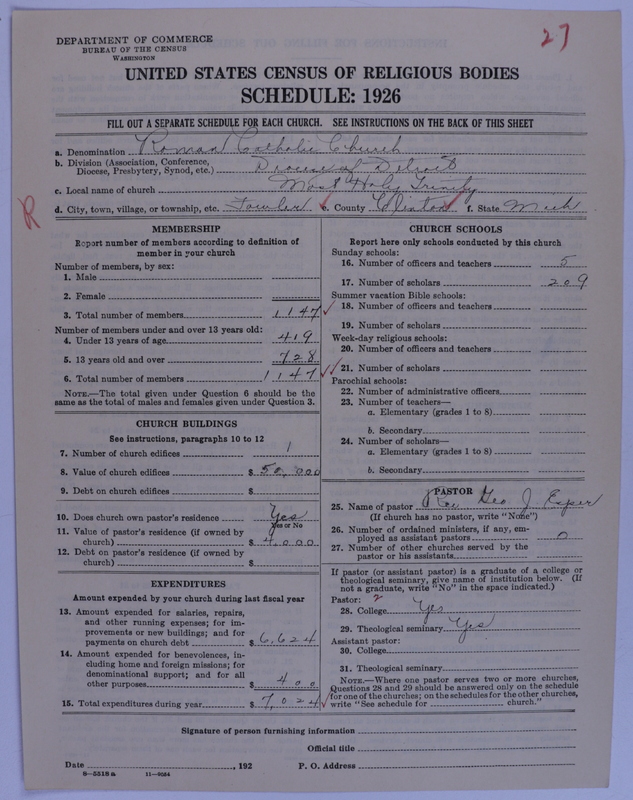 27
DEPARTMENT OF COMMERCE
BUREAU OF THE CENSUS
WASHINGTON
UNITED STATES CENSUS OF RELIGIOUS BODIES
SCHEDULE: 1926
FILL OUT A SEPARATE SCHEDULE FOR EACH CHURCH. SEE INSTRUCTIONS ON THE BACK OF THIS SHEET
a. Denomination Roman Catholic Church
b. Division (Association, Conference,
Diocese, Presbytery, Synod, etc.) Diocese of Detroit
c. Local name of church Most Holy Trinity
d. City, town, village, or township, etc. Fowler e. County Clinton f. State Mich
R
MEMBERSHIP
Report number of members according to definition of
member in your church
Number of members, by sex:
1. Male
2. Female
3. Total number of members 1147
Number of members under and over 13 years old:
4. Under 13 years of age 419
5. 13 years old and over 728
6. Total number of members 1147
NOTE.—The total given under Question 6 should be the
same as the total of males and females given under Question 3.
CHURCH BUILDINGS
See instructions, paragraphs 10 to 12
7. Number of church edifices 1
8. Value of church edifices $ 50,000
9. Debt on church edifices $
10. Does church own pastor's residence Yes
Yes or No
11. Value of pastor's residence (if owned by
church) $ 4,000
12. Debt on pastor's residence (if owned by
church) $
EXPENDITURES
Amount expended by your church during last fiscal year
13. Amount expended for salaries, repairs,
and other running expenses; for im-
provements or new buildings; and for
payments on church debt $ 6,624
14. Amount expended for benevolences, in-
cluding home and foreign missions; for
denominational support; and for all
other purposes $ 400
15. Total expenditures during year $ 7,024
CHURCH SCHOOLS
Report here only schools conducted by this church
Sunday schools:
16. Number of officers and teachers 5
17. Number of scholars 209
Summer vacation Bible schools:
18. Number of officers and teachers
19. Number of scholars
Week-day religious schools:
20. Number of officers and teachers
21. Number of scholars
Parochial schools:
22. Number of administrative officers
23. Number of teachers—
a. Elementary (grades 1 to 8)
b. Secondary
24. Number of scholars—
a. Elementary (grades 1 to 8)
b. Secondary
PASTOR
25. Name of pastor Rev Geo J. Esper
(If church has no pastor, write "None")
26. Number of ordained ministers, if any, em-
ployed as assistant pastors 0
27. Number of other churches served by the
pastor or his assistants
If pastor (or assistant pastor) is a graduate of a college or
theological seminary, give name of institution below. (If
not a graduate, write "No" in the space indicated.)
Pastor: 2
28. College Yes
29. Theological seminary Yes
Assistant pastor:
30. College
31. Theological seminary
NOTE.—Where one pastor serves two or more churches,
Questions 28 and 29 should be answered only on the schedule
for one of the churches; on the schedules for the other churches,
write "See schedule for church."
Signature of person furnishing information
Official title
Date , 192 P. O. Address
8—5518a 11—9584